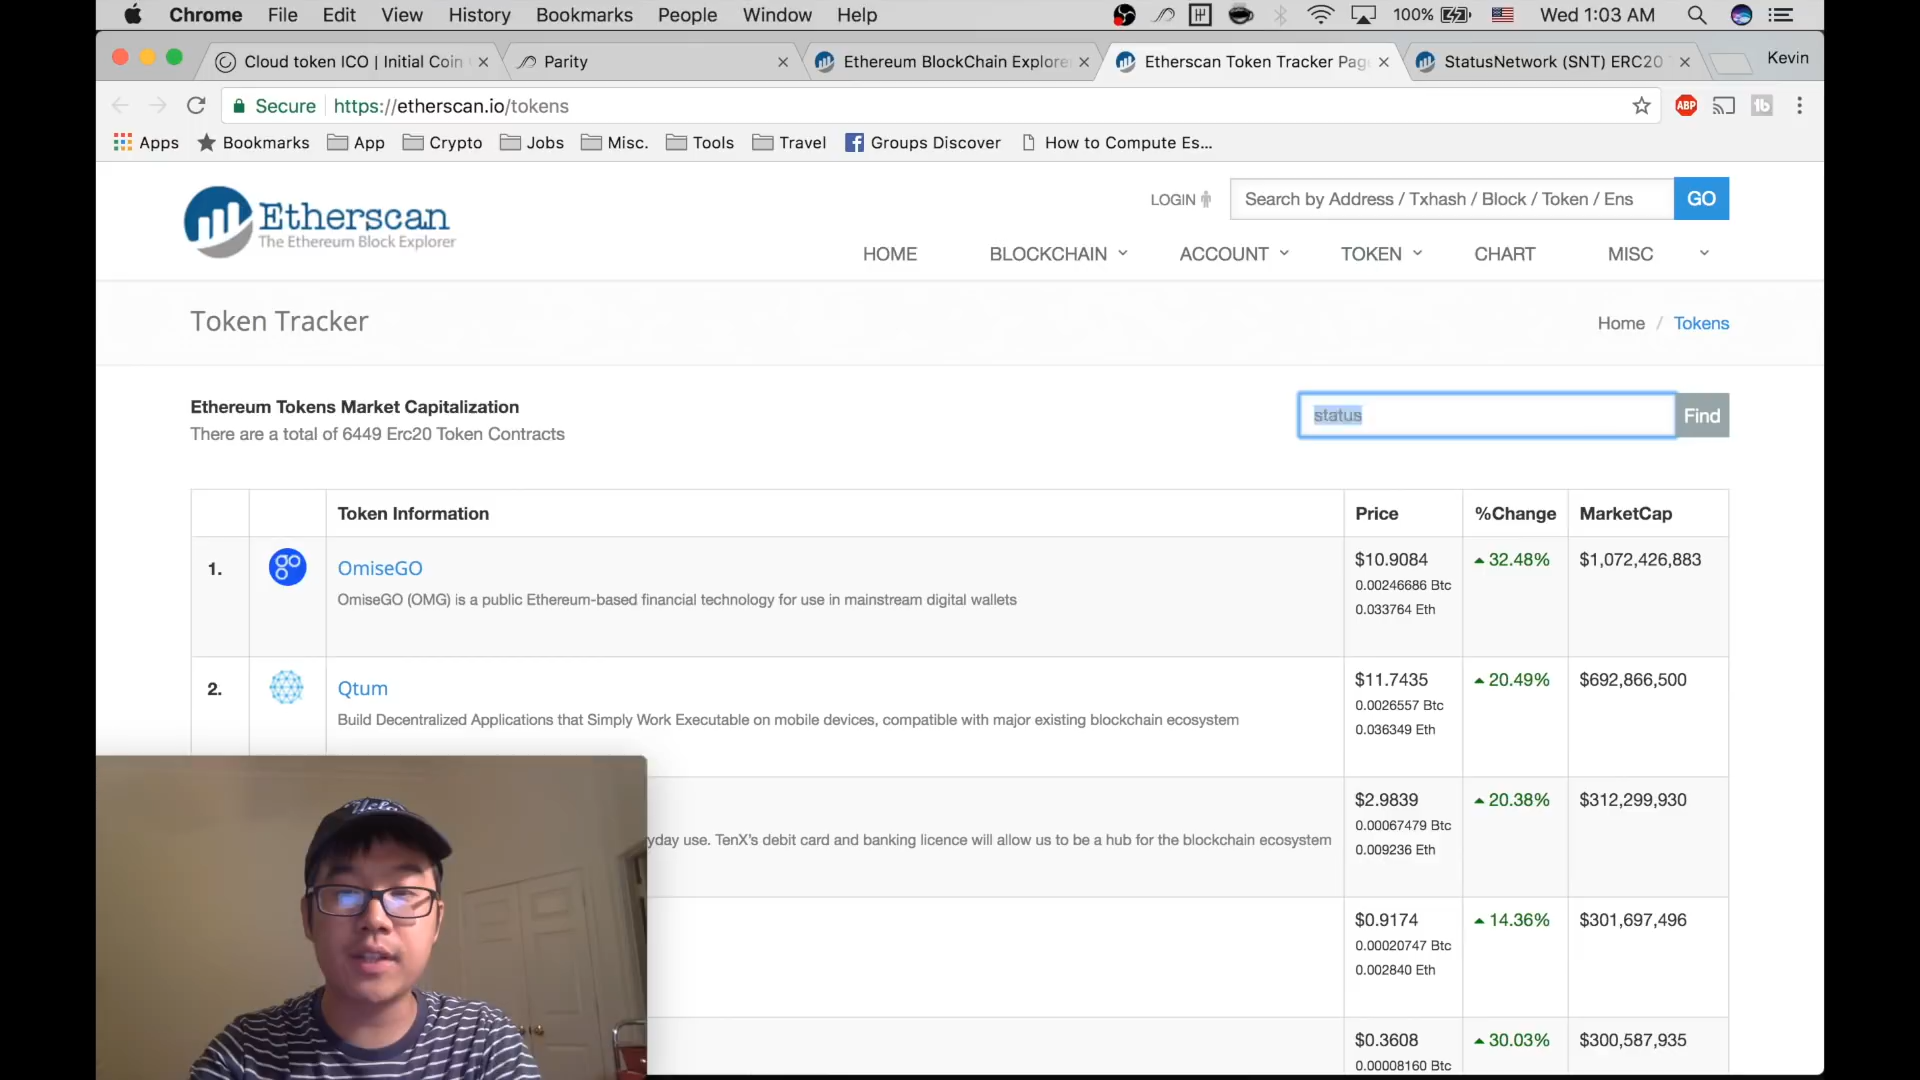 Chrome File Edit View History Bookmarks People Window Help 100% Wed 1:03 AM
Cloud token ICO | Initial Coin Parity Ethereum BlockChain Explore Etherscan Token Tracker Pag StatusNetwork (SNT) ERC20 Kevin
Secure https://etherscan.io/tokens ABP
Apps Bookmarks App Crypto Jobs Misc. Tools Travel Groups Discover How to Compute Es...
LOGIN Search by Address / Txhash / Block / Token / Ens GO
Etherscan
The Ethereum Block Explorer
HOME BLOCKCHAIN ACCOUNT TOKEN CHART MISC
Token Tracker Home / Tokens
Ethereum Tokens Market Capitalization
There are a total of 6449 Erc20 Token Contracts
status Find
Token Information Price %Change MarketCap
1. go OmiseGO $10.9084 32.48% $1,072,426,883
OmiseGO (OMG) is a public Ethereum-based financial technology for use in mainstream digital wallets 0.00246686 Btc
0.033764 Eth
2. Qtum $11.7435 20.49% $692,866,500
Build Decentralized Applications that Simply Work Executable on mobile devices, compatible with major existing blockchain ecosystem 0.0026557 Btc
0.036349 Eth
$2.9839 20.38% $312,299,930
yday use. TenX's debit card and banking licence will allow us to be a hub for the blockchain ecosystem 0.00067479 Btc
0.009236 Eth
$0.9174 14.36% $301,697,496
0.00020747 Btc
0.002840 Eth
$0.3608 30.03% $300,587,935
0.00008160 Btc